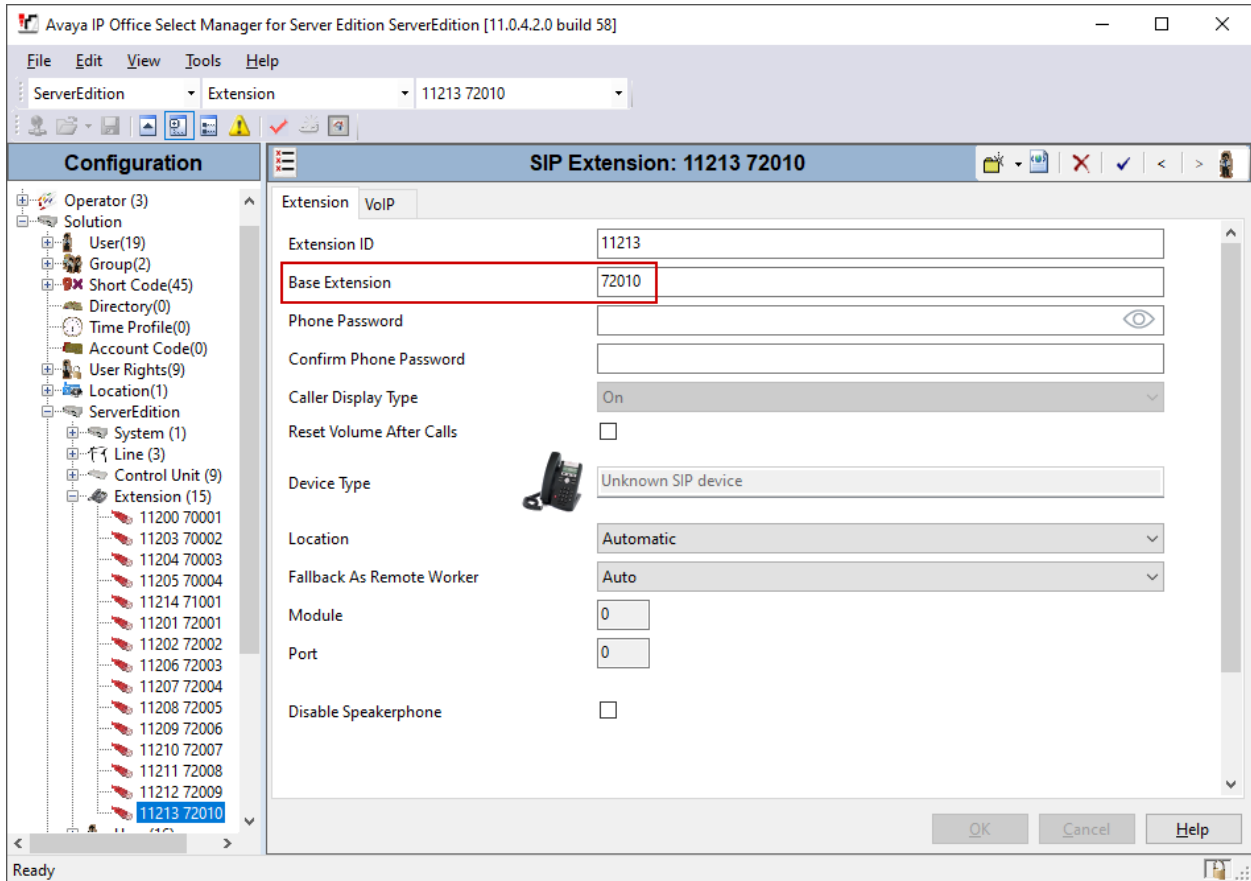 Avaya IP Office Select Manager for Server Edition ServerEdition [11.0.4.2.0 build 58]
File Edit View Tools Help
ServerEdition Extension 11213 72010
Configuration
SIP Extension: 11213 72010
Operator (3)
Solution
User(19)
Group(2)
Short Code(45)
Directory(0)
Time Profile(0)
Account Code(0)
User Rights(9)
Location(1)
ServerEdition
System (1)
Line (3)
Control Unit (9)
Extension (15)
11200 70001
11203 70002
11204 70003
11205 70004
11214 71001
11201 72001
11202 72002
11206 72003
11207 72004
11208 72005
11209 72006
11210 72007
11211 72008
11212 72009
11213 72010
Extension VoIP
Extension ID 11213
Base Extension 72010
Phone Password
Confirm Phone Password
Caller Display Type On
Reset Volume After Calls
Device Type Unknown SIP device
Location Automatic
Fallback As Remote Worker Auto
Module 0
Port 0
Disable Speakerphone
OK Cancel Help
Ready